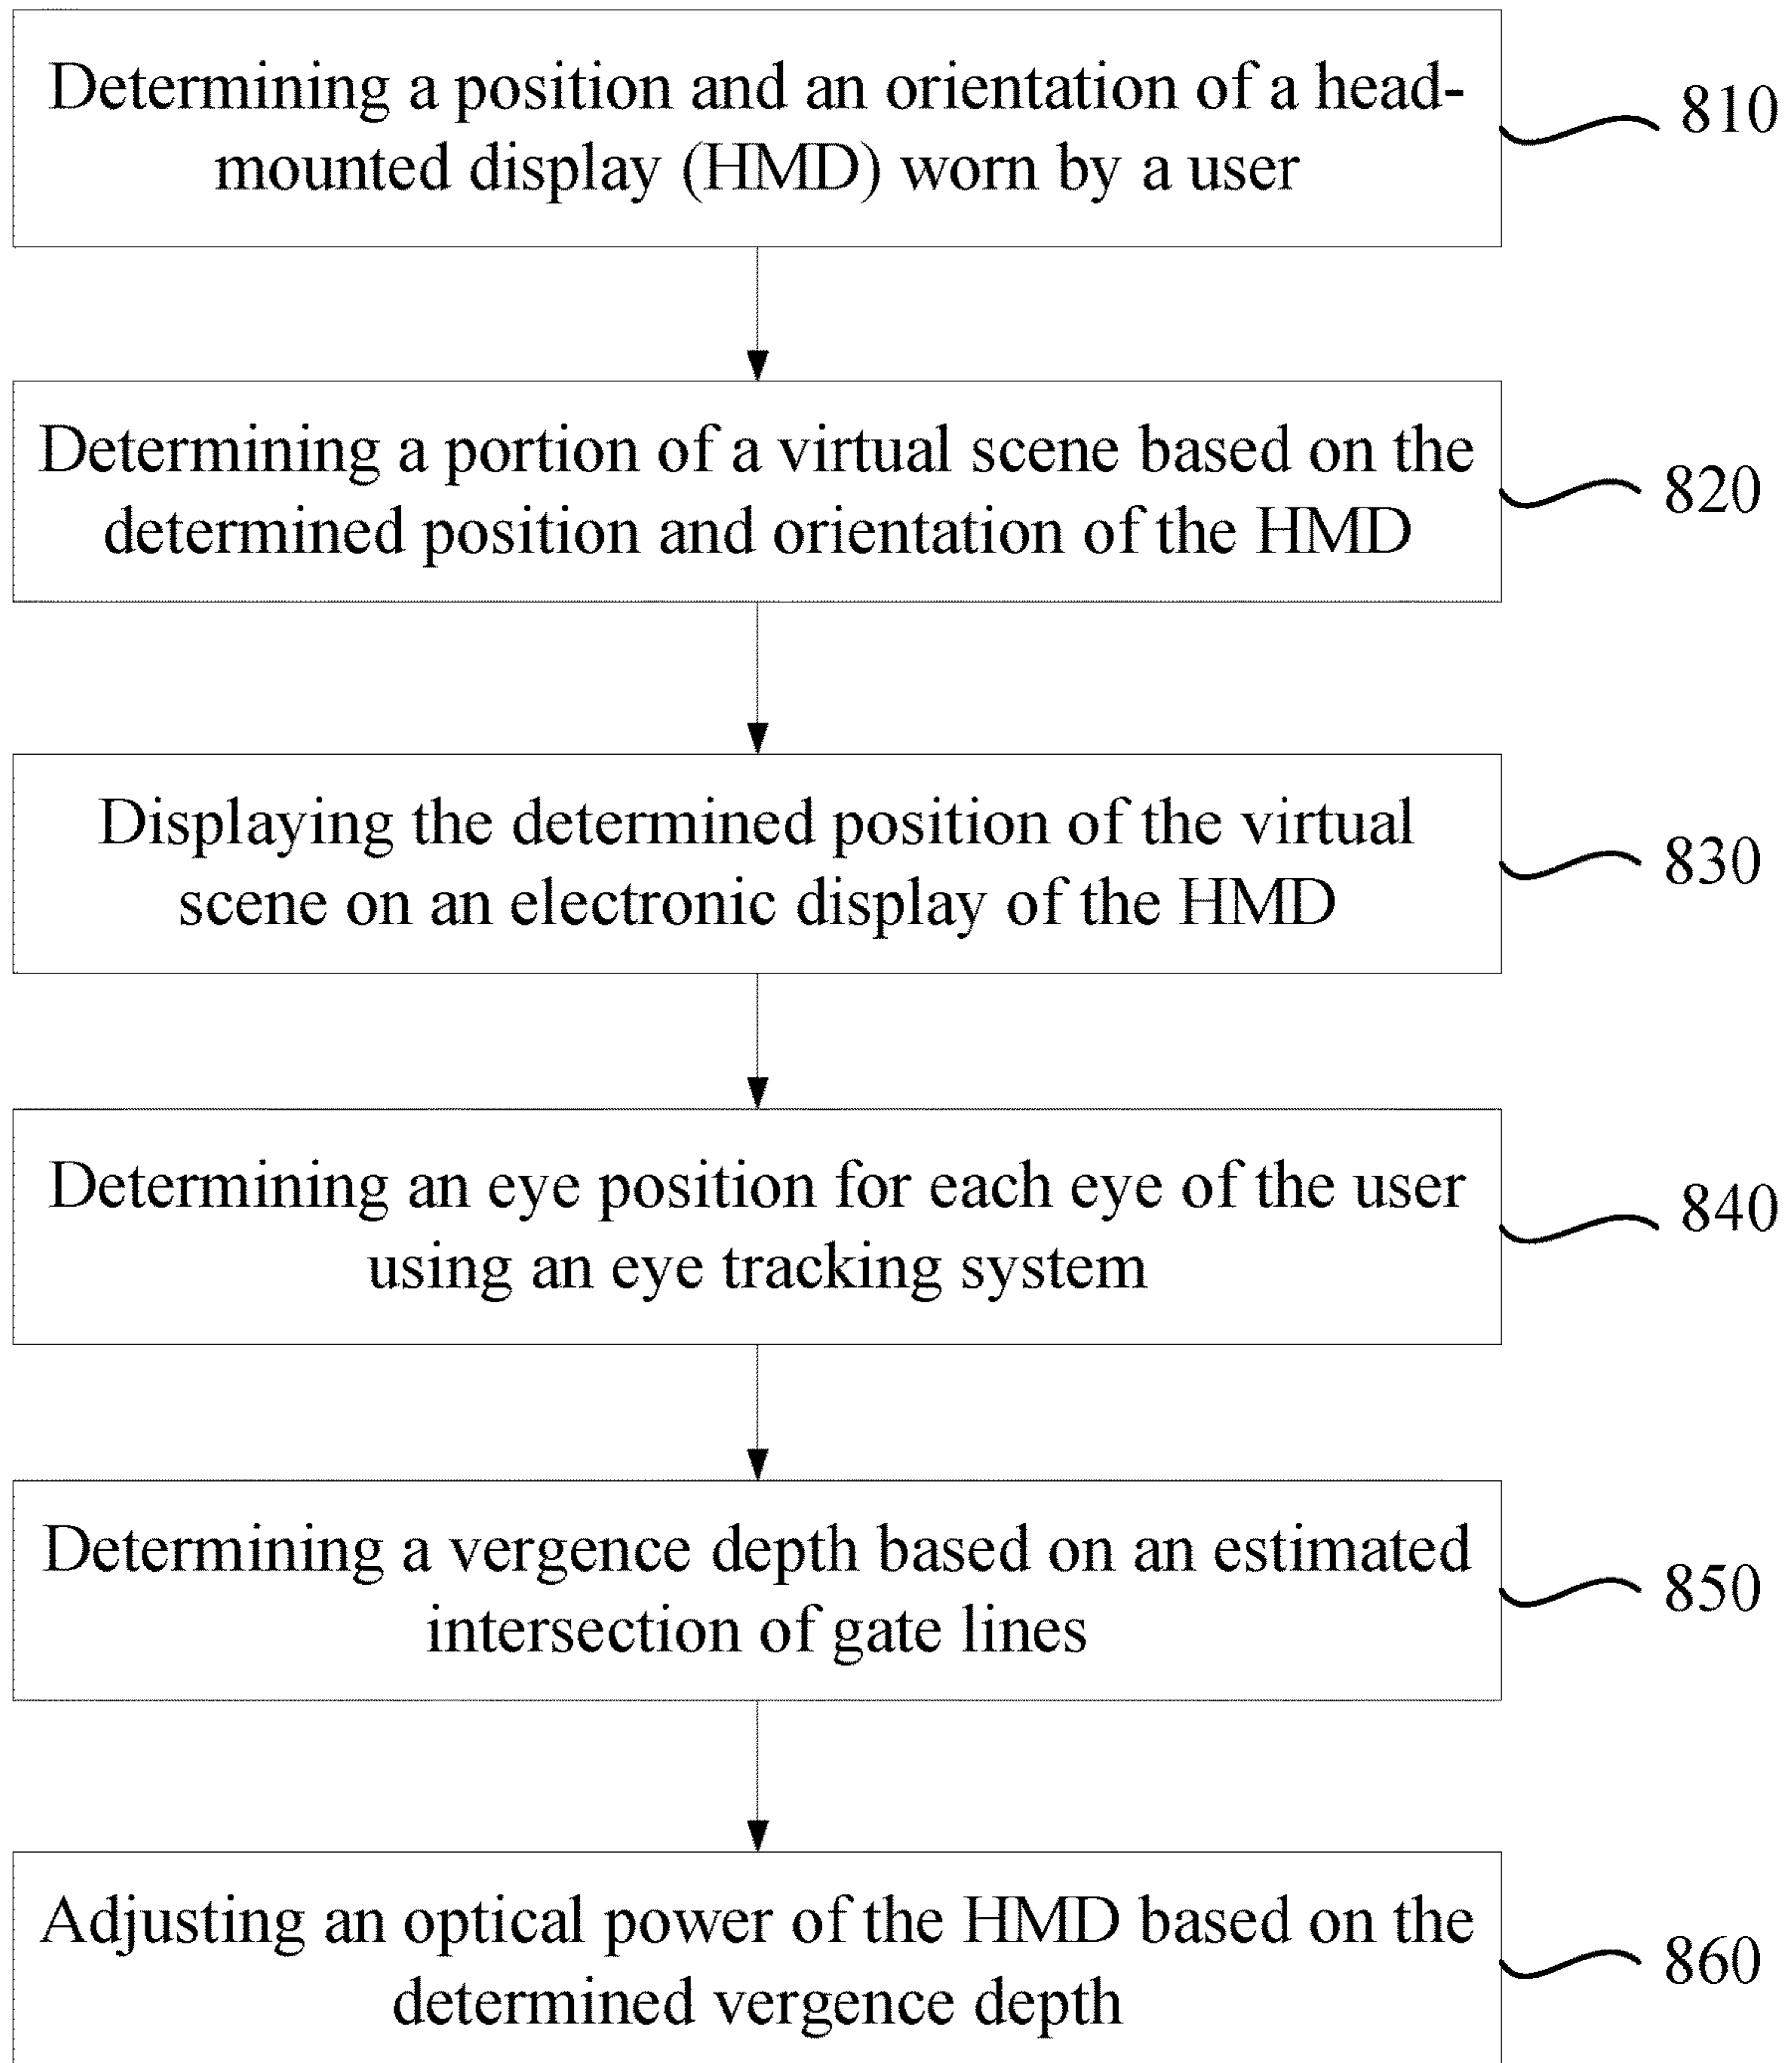 Determining a position and an orientation of a head-
mounted display (HMD) worn by a user
810
Determining a portion of a virtual scene based on the
determined position and orientation of the HMD
820
Displaying the determined position of the virtual
scene on an electronic display of the HMD
830
Determining an eye position for each eye of the user
using an eye tracking system
840
Determining a vergence depth based on an estimated
intersection of gate lines
850
Adjusting an optical power of the HMD based on the
determined vergence depth
860